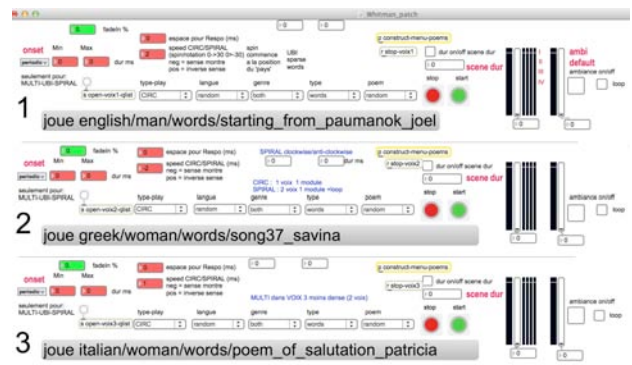 Whitman_patch
fadein %
espace pour Respo (ms)
p construct-menu-poems
onset Min Max
speed CIRC/SPIRAL
(spin/rotation 0->30 0h-30)
neg = sense montre
pos = inverse sense
spin
commence
a la position
du 'pays'
UBI
sparse
words
r stop-voix1
dur on/off scene dur
scene dur
I
II
III
IV
ambi
default
ambiance on/off
loop
periodic
dur ms
seulement pour:
MULTI-UBI-SPIRAL
type-play langue genre type poem stop start
s open-voix1-qlist CIRC random both words random
1
joue english/man/words/starting_from_paumanok_joel
fadein %
espace pour Respo (ms)
SPIRAL clockwise/anti-clockwise
p construct-menu-poems
onset Min Max
speed CIRC/SPIRAL
neg = sense montre
pos = inverse sense
dur ms
r stop-voix2
dur on/off scene dur
scene dur
periodic
dur ms
CIRC : 1 voix 1 module
SPIRAL : 2 voix 1 module +loop
ambiance on/off
loop
seulement pour:
MULTI-UBI-SPIRAL
type-play langue genre type poem stop start
s open-voix2-qlist CIRC random both words random
2
joue greek/woman/words/song37_savina
fadein %
espace pour Respo (ms)
p construct-menu-poems
onset Min Max
speed CIRC/SPIRAL (ms)
neg = sense montre
pos = inverse sense
r stop-voix3
dur on/off scene dur
scene dur
periodic
dur ms
MULTI dans VOIX 3 moins dense (2 voix)
ambiance on/off
loop
seulement pour:
MULTI-UBI-SPIRAL
type-play langue genre type poem stop start
s open-voix3-qlist CIRC random both words random
3
joue italian/woman/words/poem_of_salutation_patricia